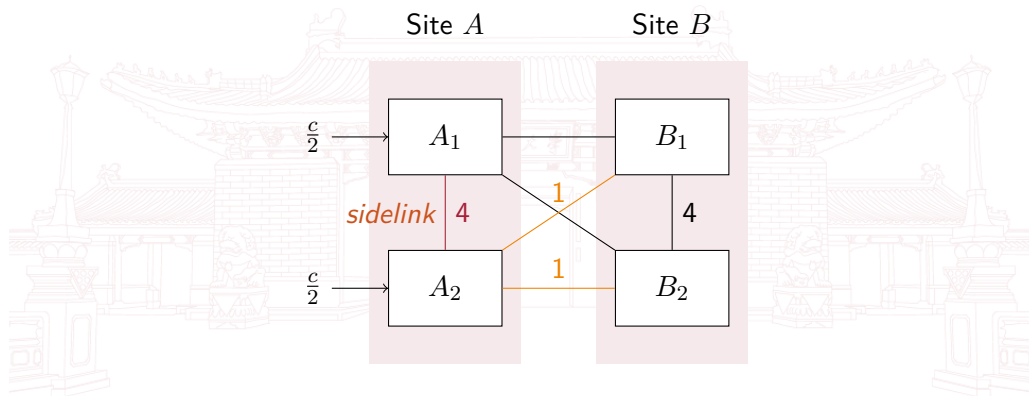 Site A
Site B
c/2
A₁
B₁
1
sidelink
4
4
c/2
A₂
1
B₂